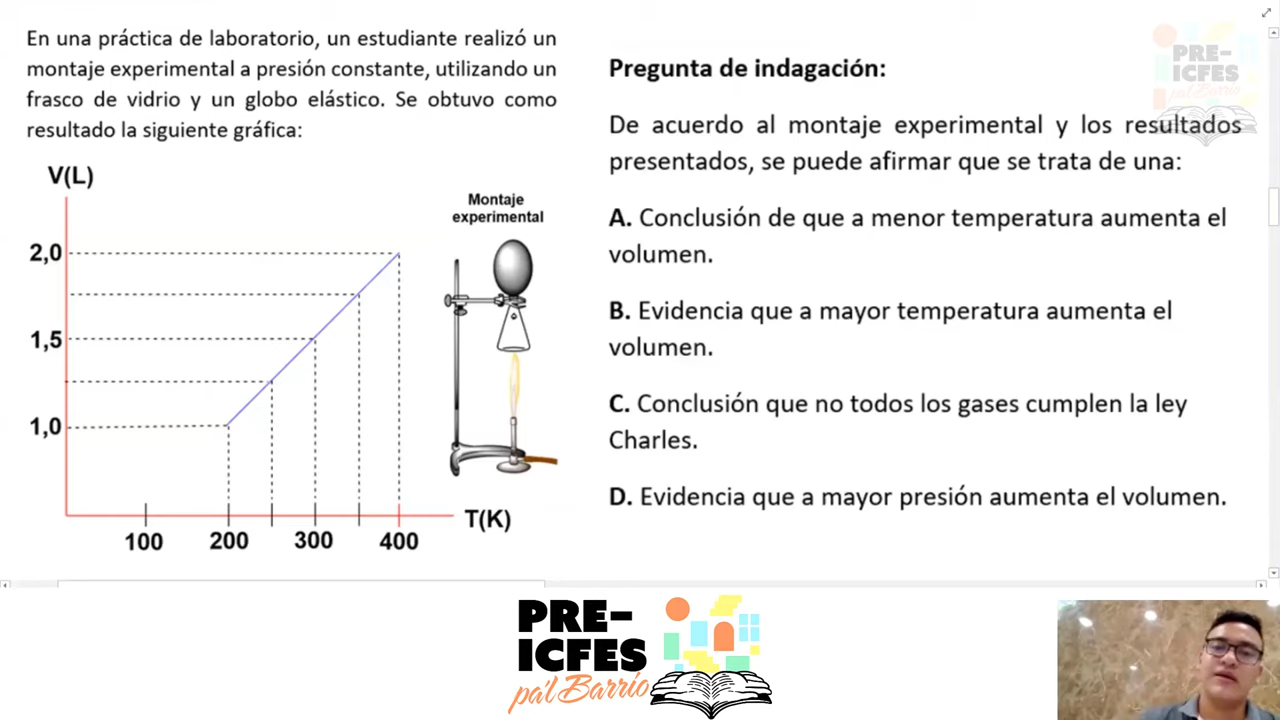 En una práctica de laboratorio, un estudiante realizó un
montaje experimental a presión constante, utilizando un
frasco de vidrio y un globo elástico. Se obtuvo como
resultado la siguiente gráfica:
V(L)
2,0
1,5
1,0
100
200
300
400
T(K)
Montaje
experimental
PRE-
ICFES
pa'l Barrio
Pregunta de indagación:
De acuerdo al montaje experimental y los resultados
presentados, se puede afirmar que se trata de una:
A. Conclusión de que a menor temperatura aumenta el
volumen.
B. Evidencia que a mayor temperatura aumenta el
volumen.
C. Conclusión que no todos los gases cumplen la ley
Charles.
D. Evidencia que a mayor presión aumenta el volumen.
PRE-
ICFES
pa'l Barrio